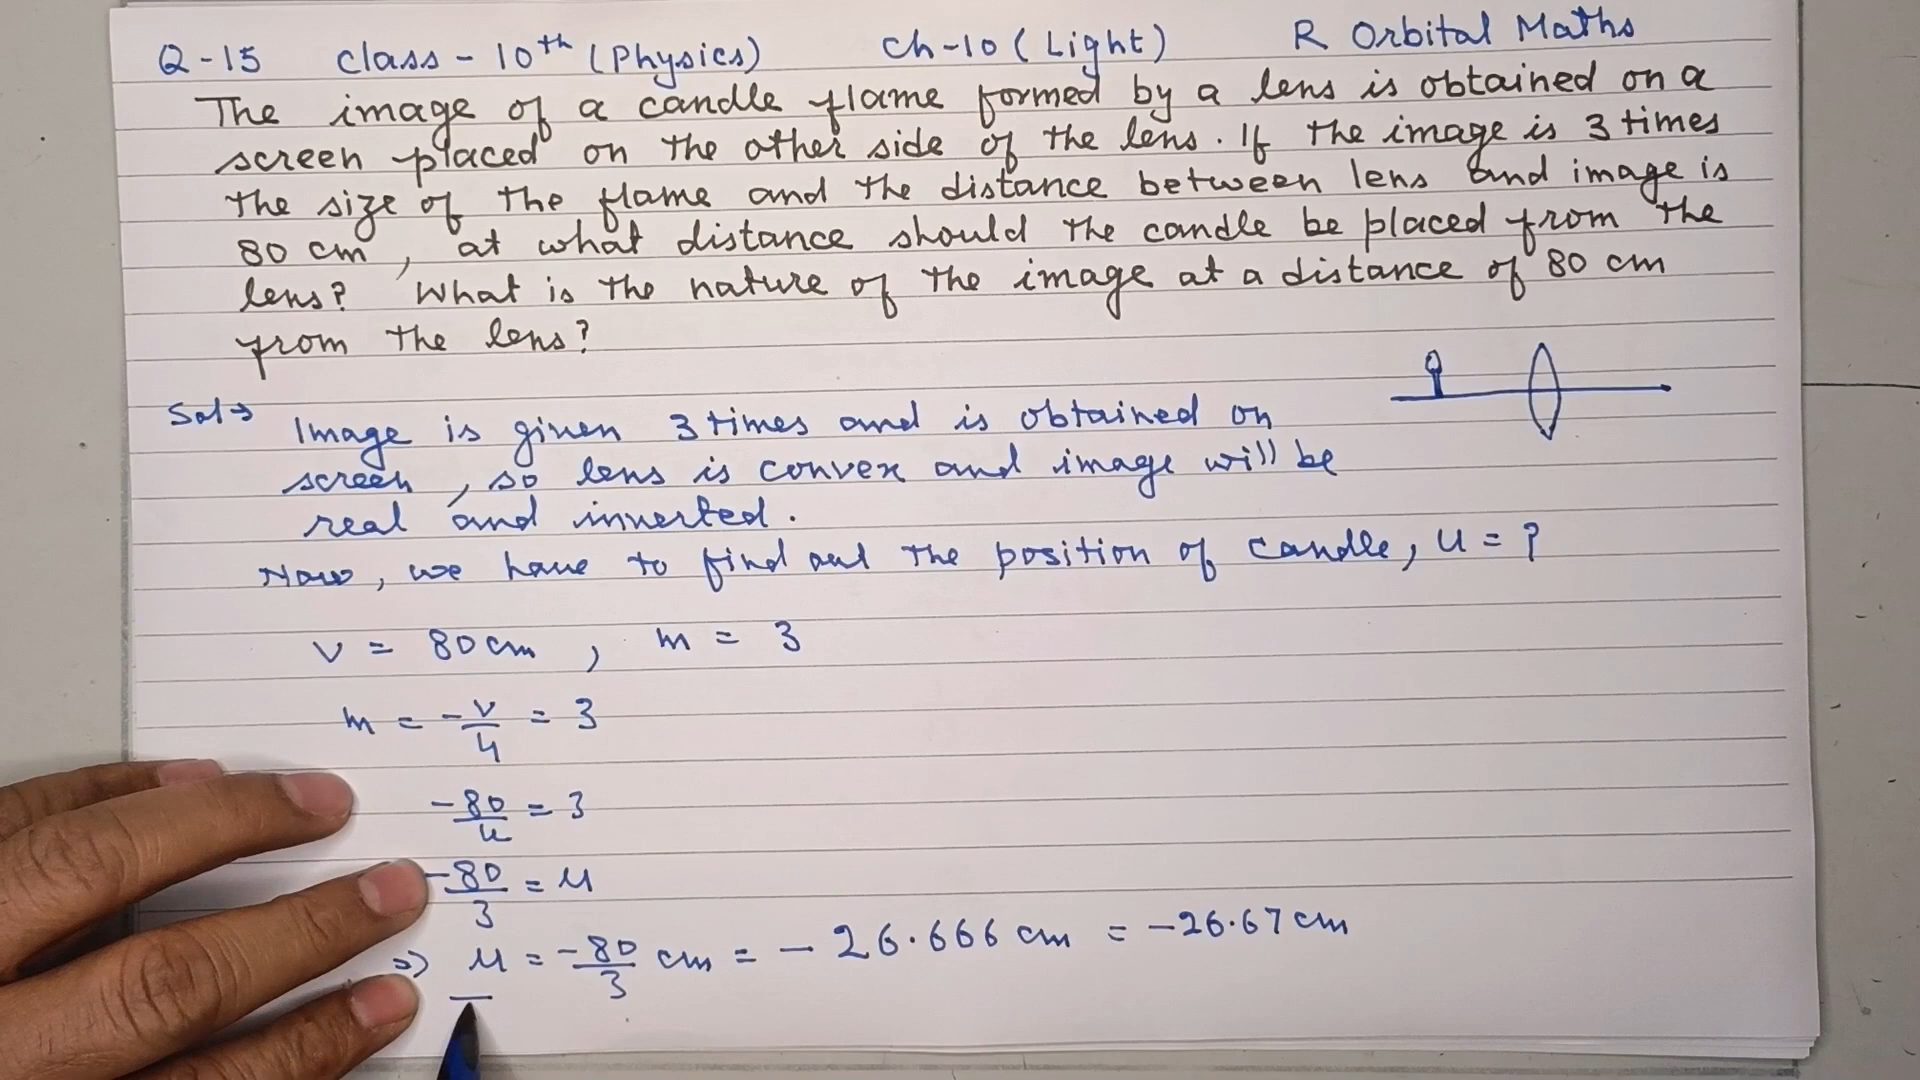 Q-15 Class-10th (Physics) Ch-10 (Light) R Orbital Maths
The image of a candle flame formed by a lens is obtained on a
screen placed on the other side of the lens. If the image is 3 times
the size of the flame and the distance between lens and image is
80 cm, at what distance should the candle be placed from the
lens? What is the nature of the image at a distance of 80 cm
from the lens?
Sol→ Image is given 3 times and is obtained on
screen, so lens is convex and image will be
real and inverted.
Now, we have to find out the position of candle, u = ?
v = 80 cm, m = 3
m = -v/u = 3
-80/u = 3
-80/3 = u
⇒ u = -80/3 cm = -26.666 cm = -26.67 cm